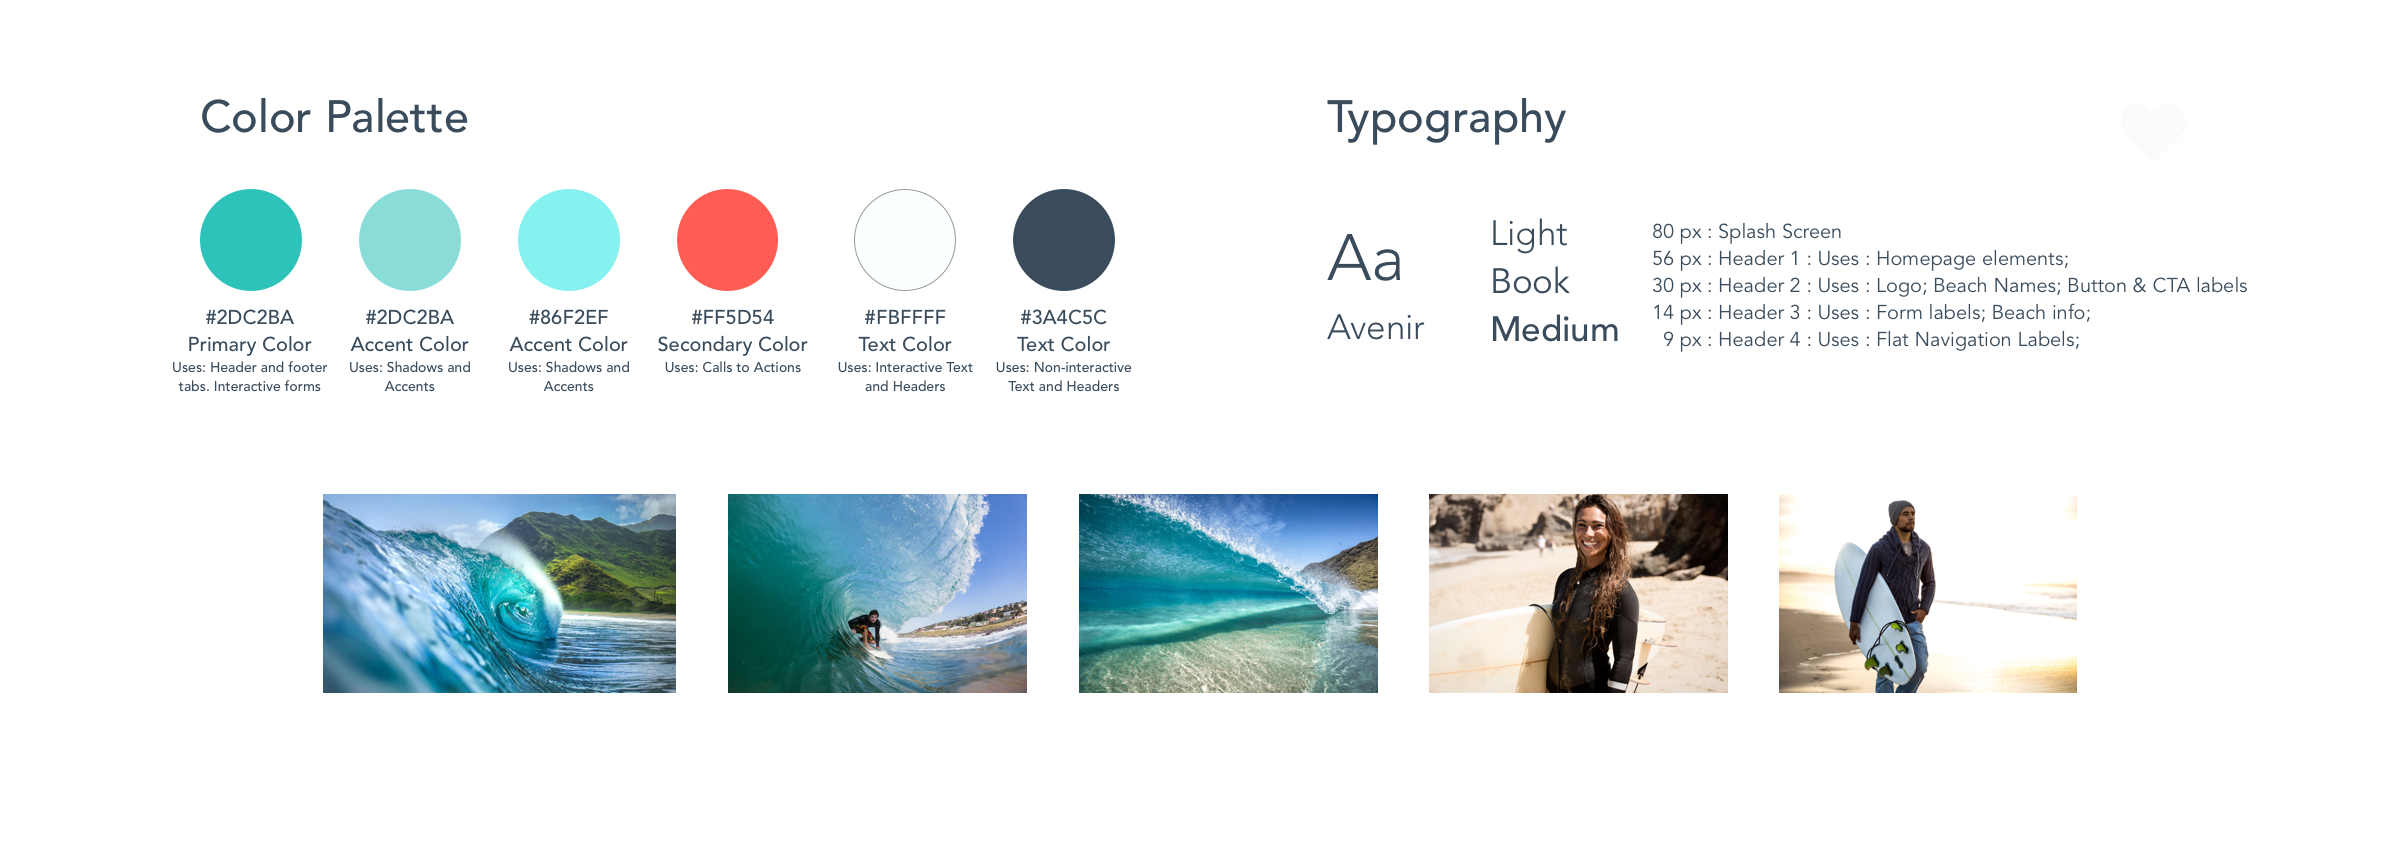 Color Palette
#2DC2BA
Primary Color
Uses: Header and footer
tabs. Interactive forms
#2DC2BA
Accent Color
Uses: Shadows and
Accents
#86F2EF
Accent Color
Uses: Shadows and
Accents
#FF5D54
Secondary Color
Uses: Calls to Actions
#FBFFFF
Text Color
Uses: Interactive Text
and Headers
#3A4C5C
Text Color
Uses: Non-interactive
Text and Headers
Typography
Aa
Avenir
Light
Book
Medium
80 px : Splash Screen
56 px : Header 1 : Uses : Homepage elements;
30 px : Header 2 : Uses : Logo; Beach Names; Button & CTA labels
14 px : Header 3 : Uses : Form labels; Beach info;
9 px : Header 4 : Uses : Flat Navigation Labels;